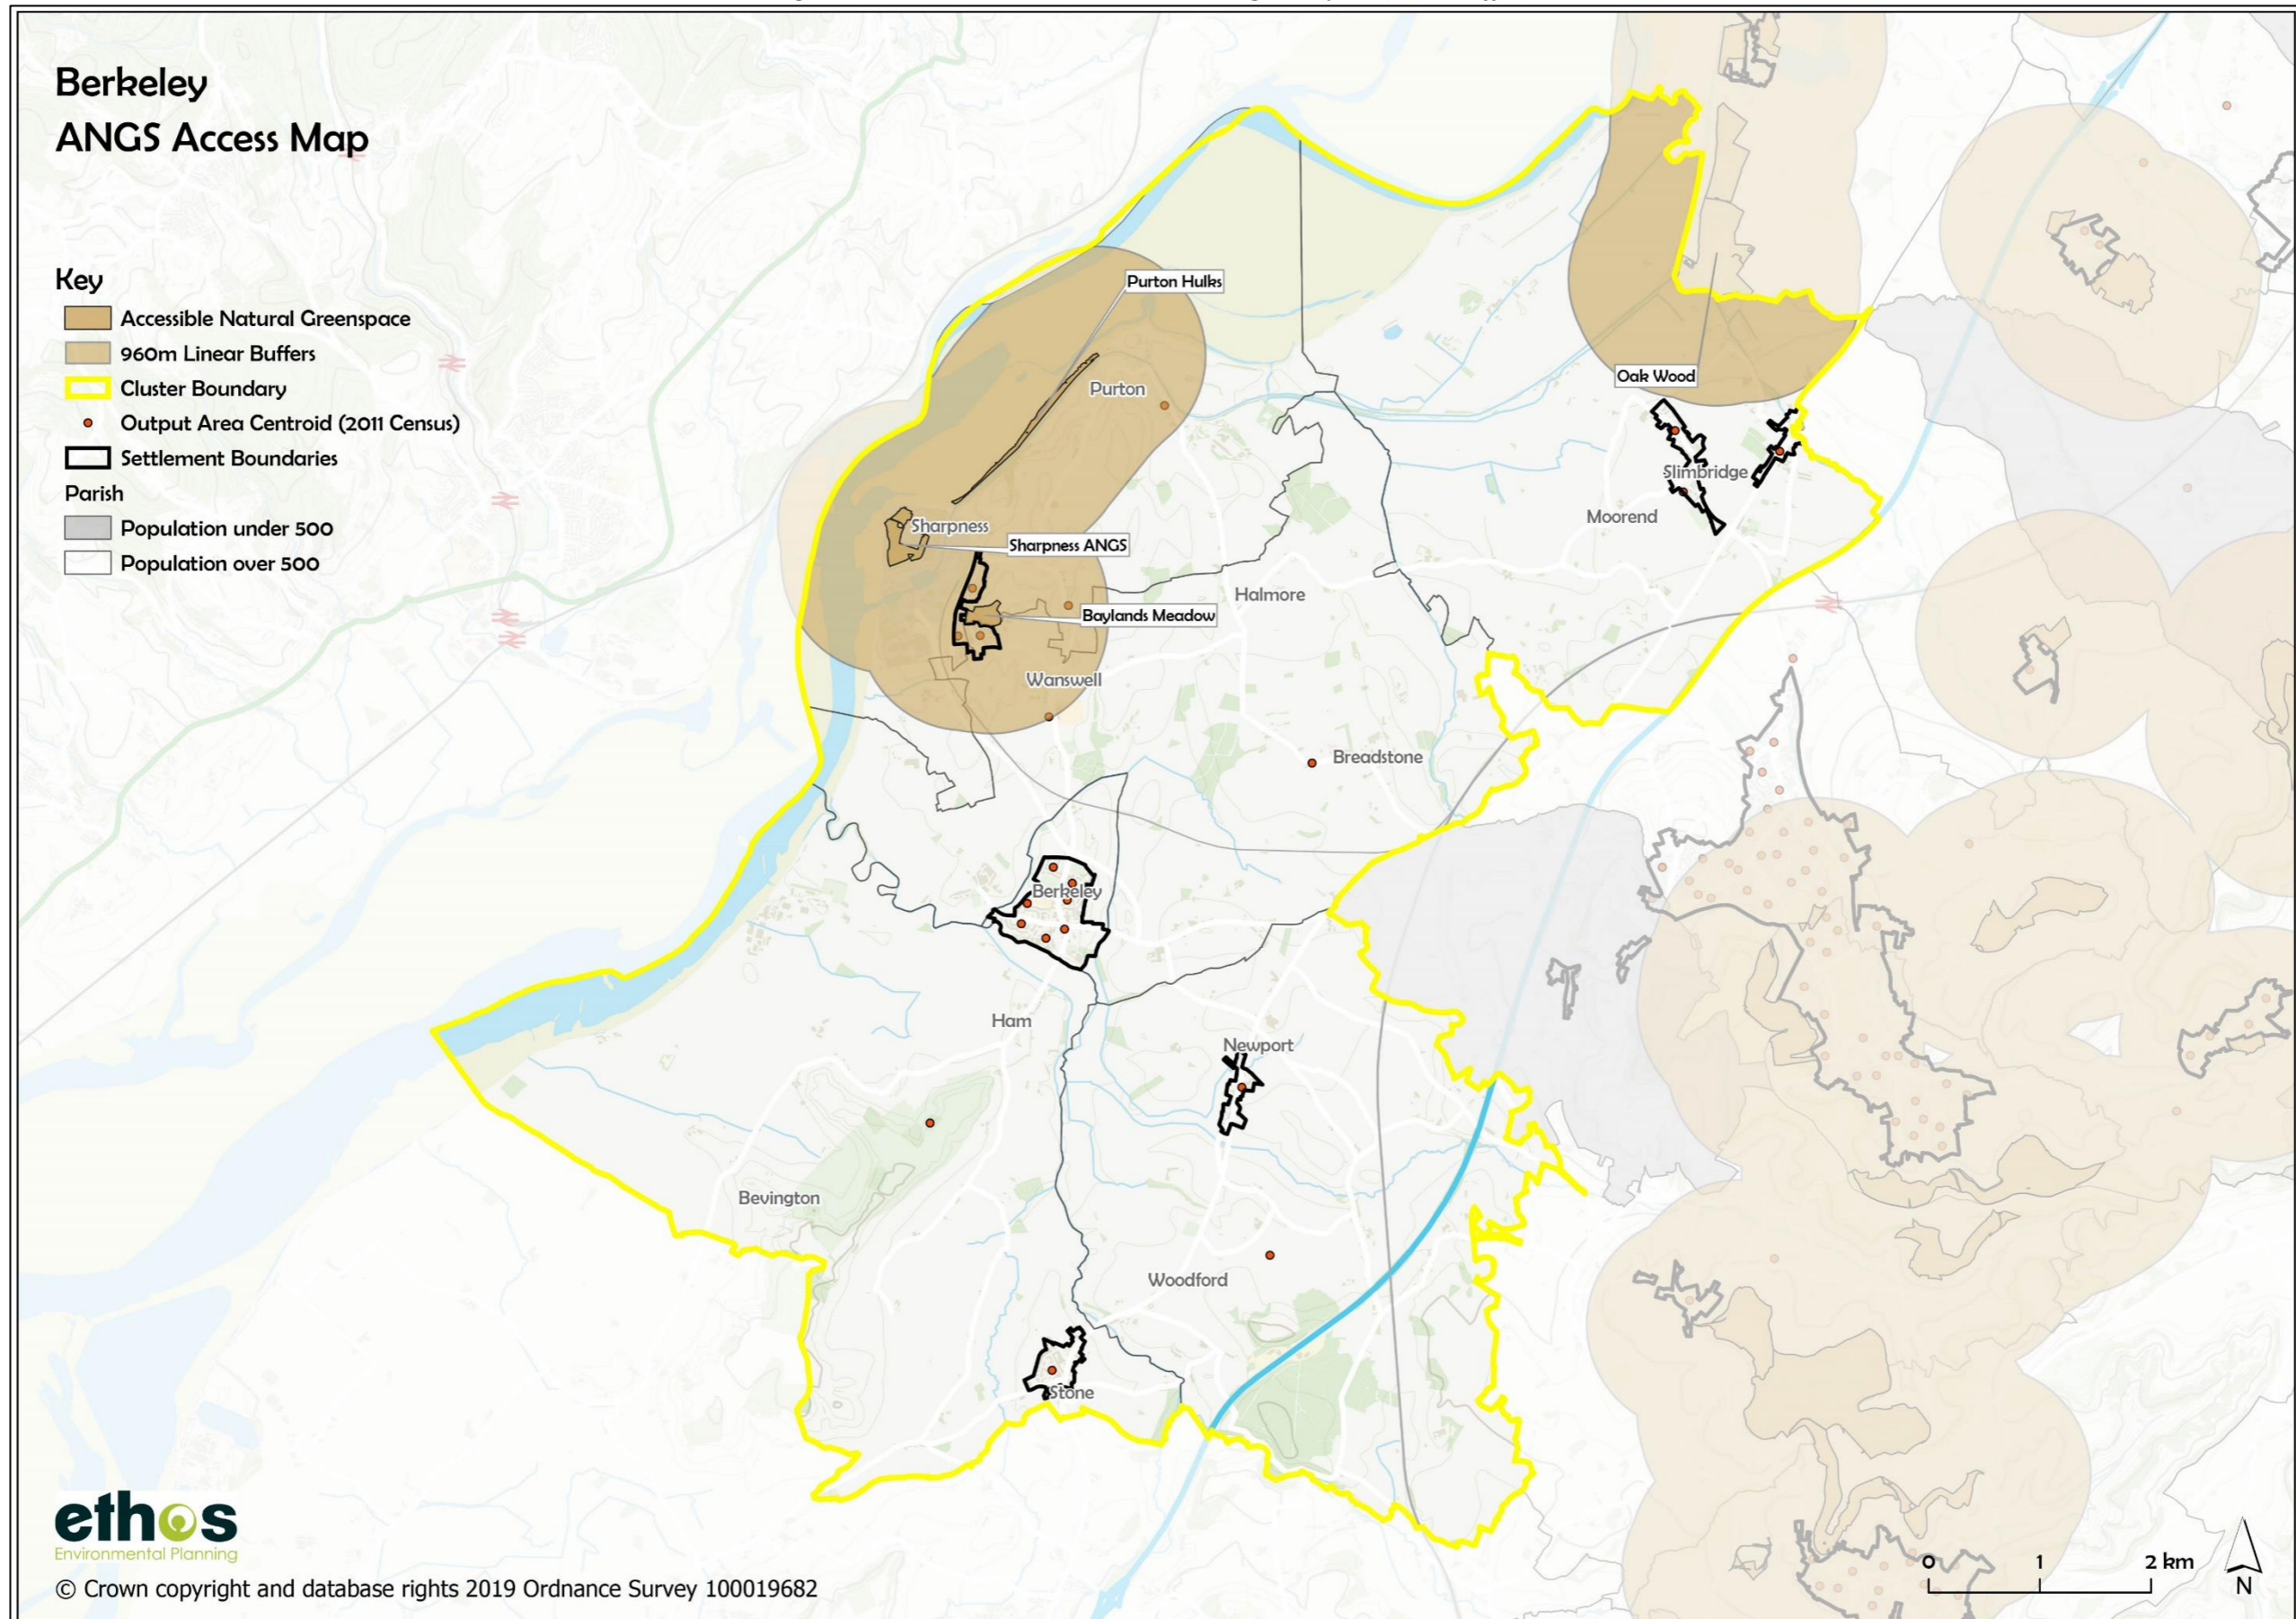 Berkeley
ANGS Access Map
Key
Accessible Natural Greenspace
960m Linear Buffers
Cluster Boundary
Output Area Centroid (2011 Census)
Settlement Boundaries
Parish
Population under 500
Population over 500
Purton Hulks
Purton
Oak Wood
Slimbridge
Moorend
Sharpness
Sharpness ANGS
Halmore
Baylands Meadow
Wanswell
Breadstone
Berkeley
Ham
Newport
Bevington
Woodford
Stone
ethos
Environmental Planning
© Crown copyright and database rights 2019 Ordnance Survey 100019682
0 1 2 km
N